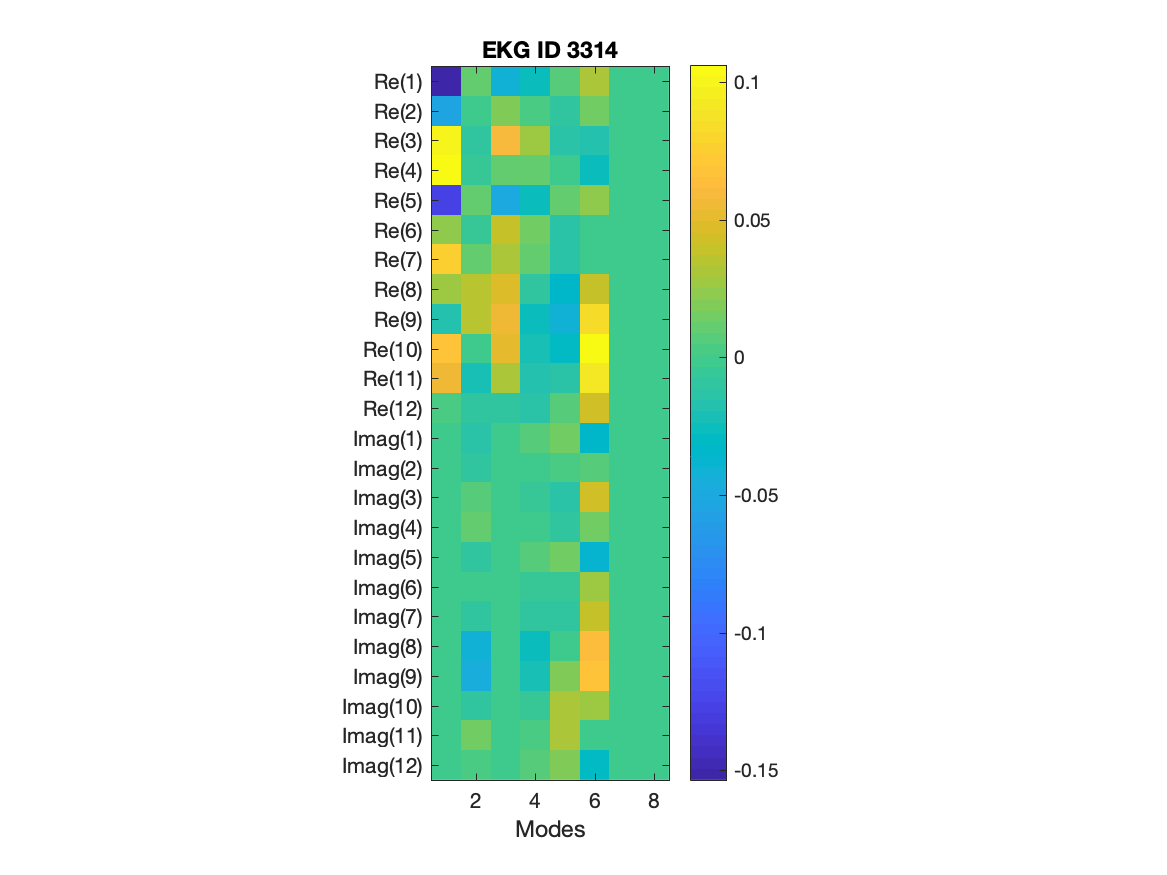 EKG ID 3314
Re(1)
Re(2)
Re(3)
Re(4)
Re(5)
Re(6)
Re(7)
Re(8)
Re(9)
Re(10)
Re(11)
Re(12)
Imag(1)
Imag(2)
Imag(3)
Imag(4)
Imag(5)
Imag(6)
Imag(7)
Imag(8)
Imag(9)
Imag(10)
Imag(11)
Imag(12)
2 4 6 8
Modes
0.1
0.05
0
-0.05
-0.1
-0.15